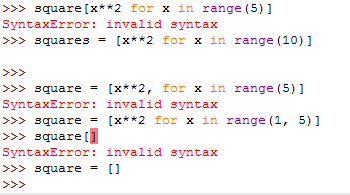 >>> square[x**2 for x in range(5)]
SyntaxError: invalid syntax
>>> squares = [x**2 for x in range(10)]
>>>
>>> square = [x**2, for x in range(5)]
SyntaxError: invalid syntax
>>> square = [x**2 for x in range(1, 5)]
>>> square[]
SyntaxError: invalid syntax
>>> square = []
>>>